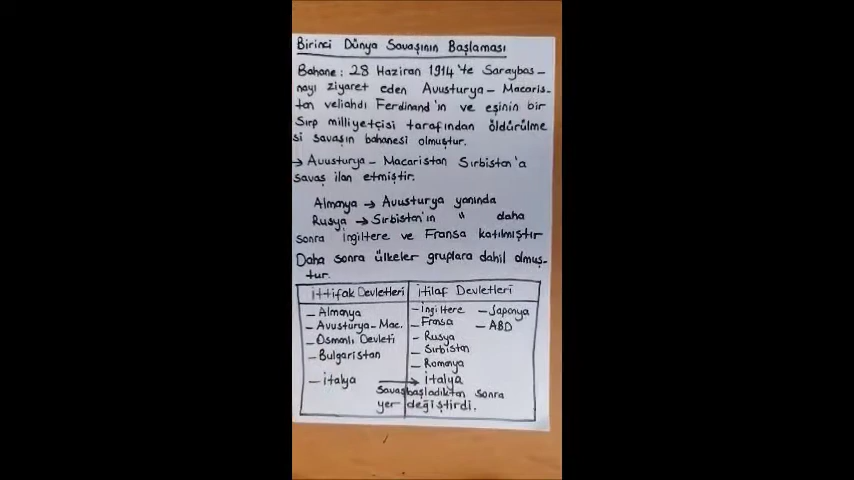 Birinci Dünya Savaşının Başlaması
Bahane: 28 Haziran 1914'te Saraybos-
nayı ziyaret eden Avusturya-Macaris-
tan veliahdı Ferdinand'ın ve eşinin bir
Sırp milliyetçisi tarafından öldürülme
si savaşın bahanesi olmuştur.
→ Avusturya-Macaristan Sırbistan'a
savaş ilan etmiştir.
Almanya → Avusturya yanında
Rusya → Sırbistan'ın " daha
sonra İngiltere ve Fransa katılmıştır
Daha sonra ülkeler gruplara dahil olmuş-
tur.
İttifak Devletleri
- Almanya
- Avusturya-Mac.
- Osmanlı Devleti
- Bulgaristan
- İtalya →
İtilaf Devletleri
- İngiltere - Japonya
- Fransa - ABD
- Rusya
- Sırbistan
- Romanya
İtalya
Savaş başladıktan sonra
yer değiştirdi.